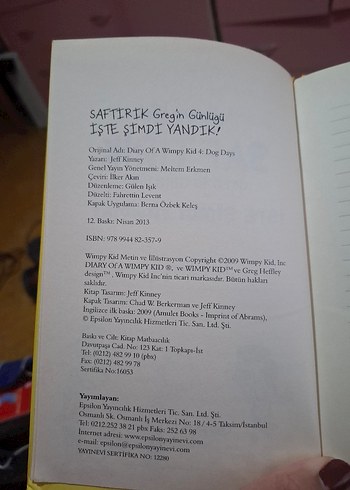 SAFTİRİK Greg'in Günlüğü
İŞTE ŞİMDİ YANDIK!
Orijinal Adı: Diary Of A Wimpy Kid 4: Dog Days
Yazan: Jeff Kinney
Genel Yayın Yönetmeni: Meltem Erkmen
Çeviri: İlker Akın
Düzenleme: Gülen Işık
Düzelti: Fahrettin Levent
Kapak Uygulama: Berna Özbek Keleş
12. Baskı: Nisan 2013
ISBN: 978 9944 82-357-9
Wimpy Kid Metin ve İllüstrasyon Copyright ©2009 Wimpy Kid, Inc
DIARY Of A WIMPY KID ®, ve WIMPY KID™ ve Greg Heffley
design™, Wimpy Kid Inc'nin ticari markasıdır. Bütün hakları
saklıdır.
Kitap Tasarımı: Jeff Kinney
Kapak Tasarımı: Chad W. Berkerman ve Jeff Kinney
İngilizce ilk baskı: 2009 (Amulet Books - Imprint of Abrams),
© Epsilon Yayıncılık Hizmetleri Tic. San. Ltd. Şti.
Baskı ve Cilt: Kitap Matbaacılık
Davutpaşa Cad. No: 123 Kat: 1 Topkapı-İst
Tel: (0212) 482 99 10 (pbx)
Fax: (0212) 482 99 78
Sertifika No:16053
Yayımlayan:
Epsilon Yayıncılık Hizmetleri Tic. San. Ltd. Şti.
Osmanlı Sk. Osmanlı İş Merkezi No: 18 / 4-5 Taksim/İstanbul
Tel: 0212.252 38 21 pbx Faks: 252 63 98
İnternet adresi: www.epsilonyayinevi.com
e-mail: epsilon@epsilonyayinevi.com
YAYINEVİ SERTİFİKA NO: 12280